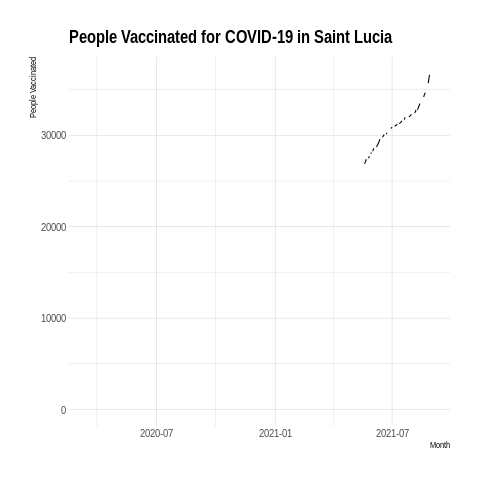 People Vaccinated for COVID-19 in Saint Lucia
People Vaccinated
30000
20000
10000
0
2020-07 2021-01 2021-07
Month